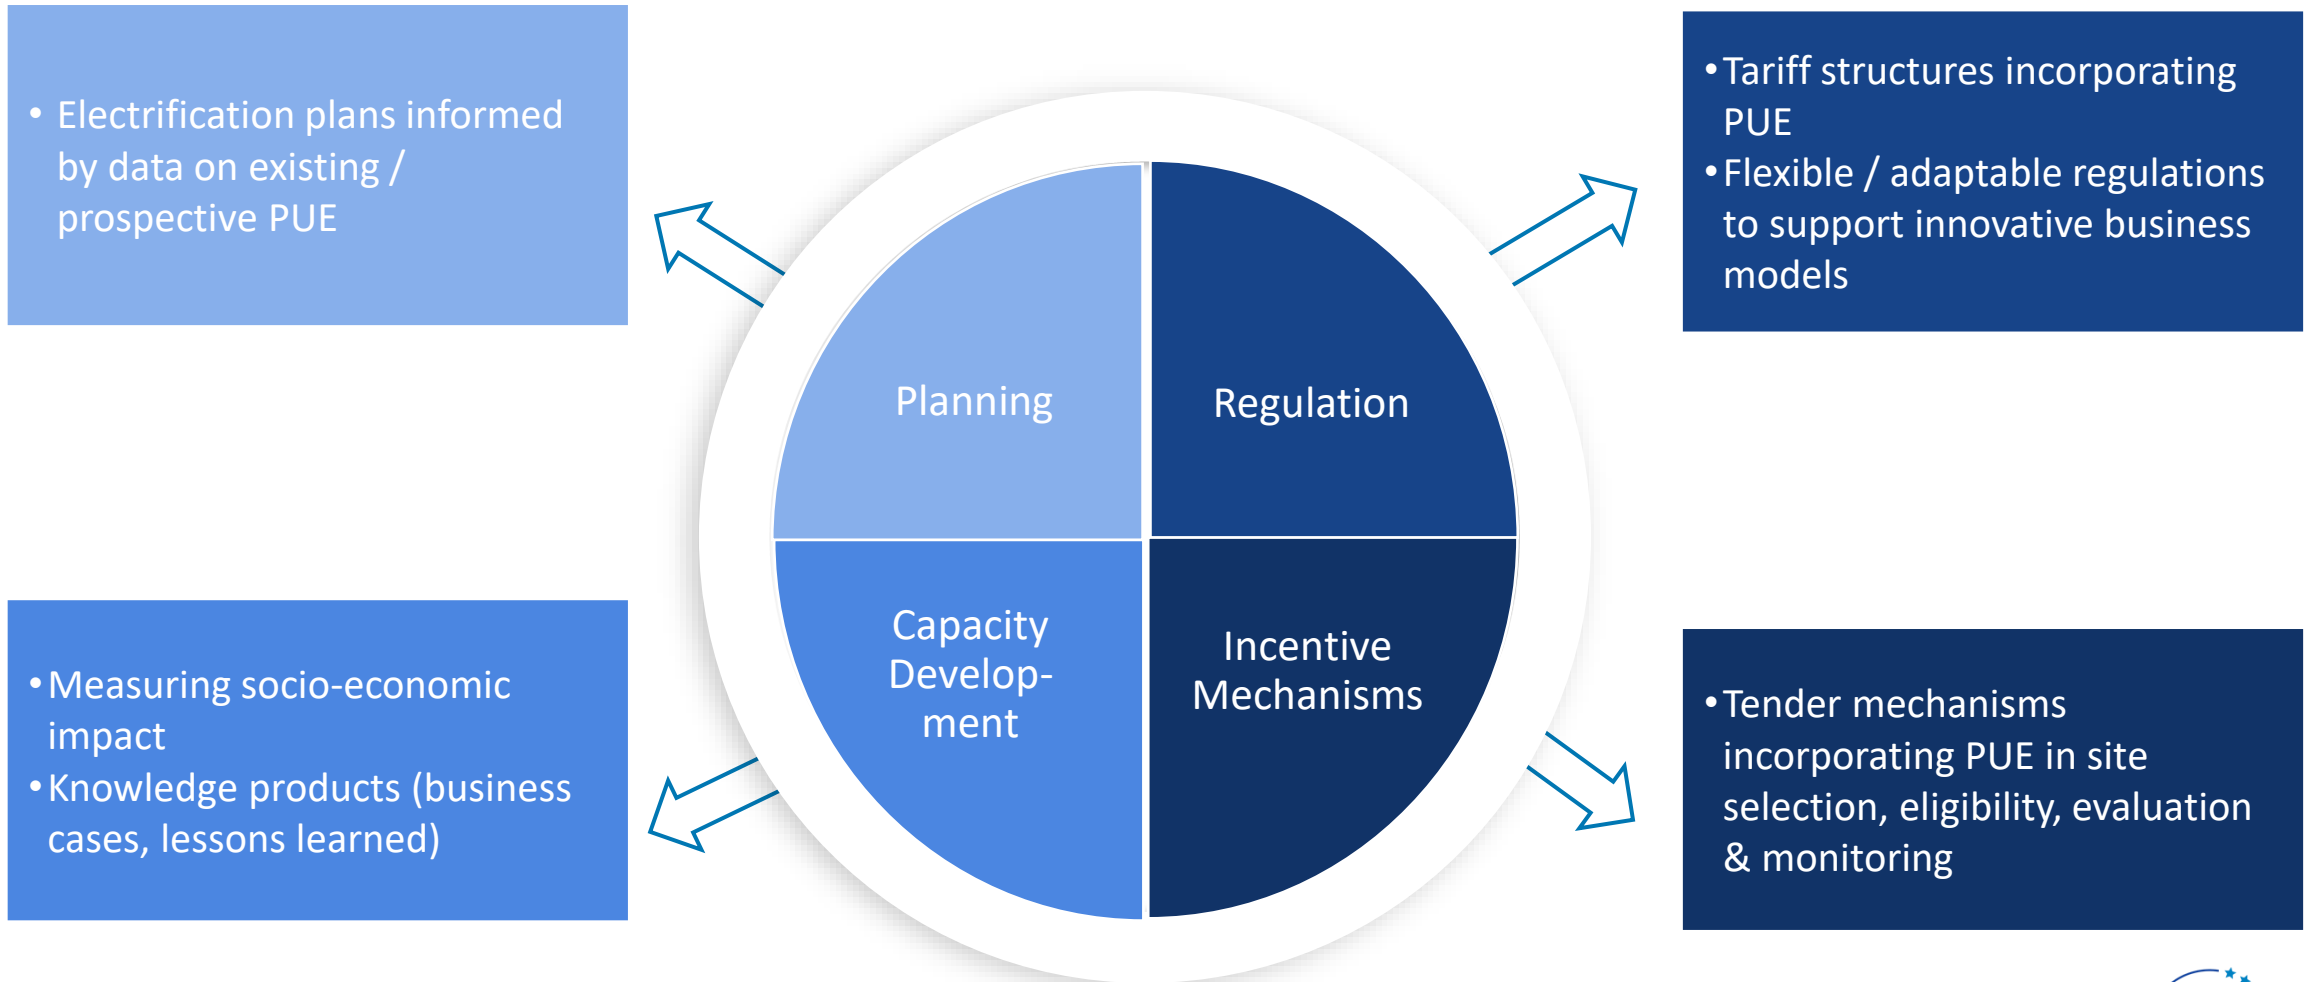 • Electrification plans informed
by data on existing /
prospective PUE
•Tariff structures incorporating
PUE
•Flexible / adaptable regulations
to support innovative business
models
Planning
Regulation
Capacity
Develop-
ment
Incentive
Mechanisms
•Measuring socio-economic
impact
•Knowledge products (business
cases, lessons learned)
•Tender mechanisms
incorporating PUE in site
selection, eligibility, evaluation
& monitoring